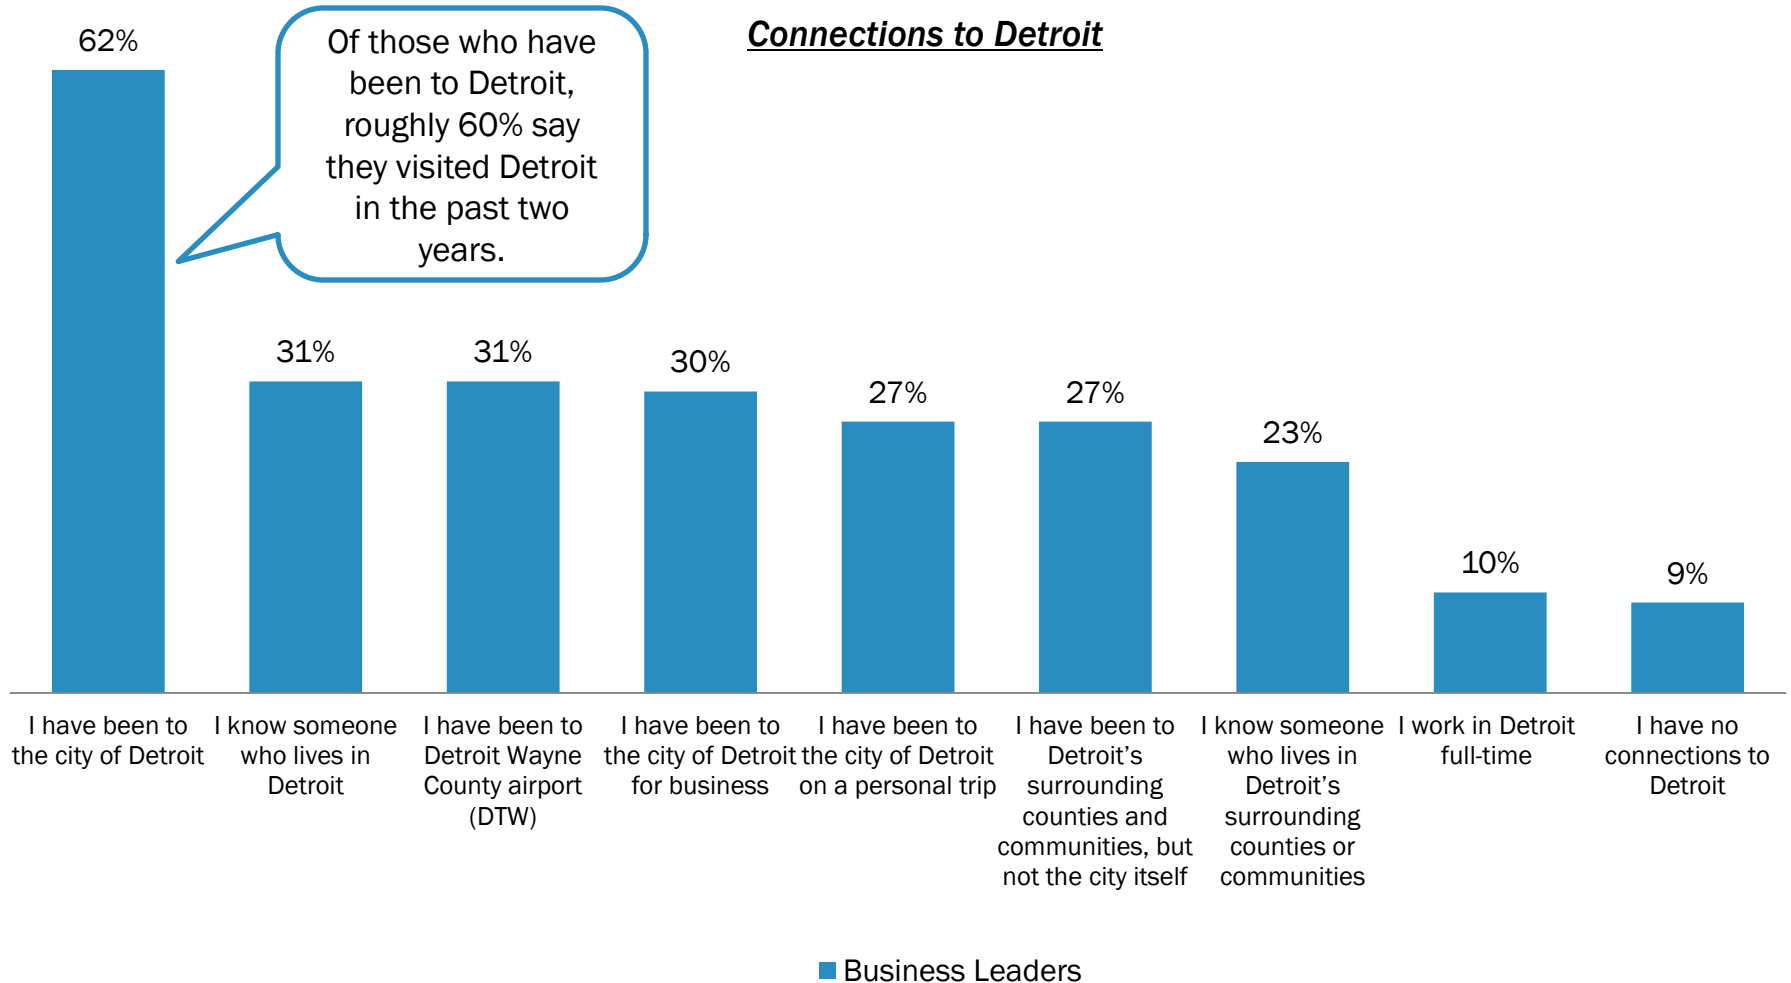 Connections to Detroit
62%
Of those who have
been to Detroit,
roughly 60% say
they visited Detroit
in the past two
years.
31%
31%
30%
27%
27%
23%
10%
9%
I have been to
the city of Detroit
I know someone
who lives in
Detroit
I have been to
Detroit Wayne
County airport
(DTW)
I have been to
the city of Detroit
for business
I have been to
the city of Detroit
on a personal trip
I have been to
Detroit’s
surrounding
counties and
communities, but
not the city itself
I know someone
who lives in
Detroit’s
surrounding
counties or
communities
I work in Detroit
full-time
I have no
connections to
Detroit
Business Leaders